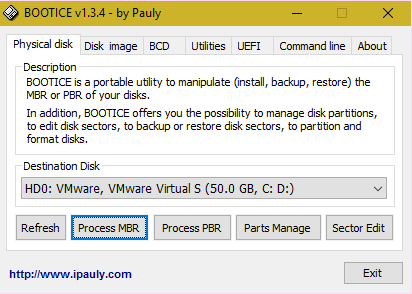 BOOTICE v1.3.4 - by Pauly
Physical disk Disk image BCD Utilities UEFI Command line About
Description
BOOTICE is a portable utility to manipulate (install, backup, restore) the
MBR or PBR of your disks.
In addition, BOOTICE offers you the possibility to manage disk partitions,
to edit disk sectors, to backup or restore disk sectors, to partition and
format disks.
Destination Disk
HD0: VMware, VMware Virtual S (50.0 GB, C: D:)
Refresh Process MBR Process PBR Parts Manage Sector Edit
http://www.ipauly.com Exit